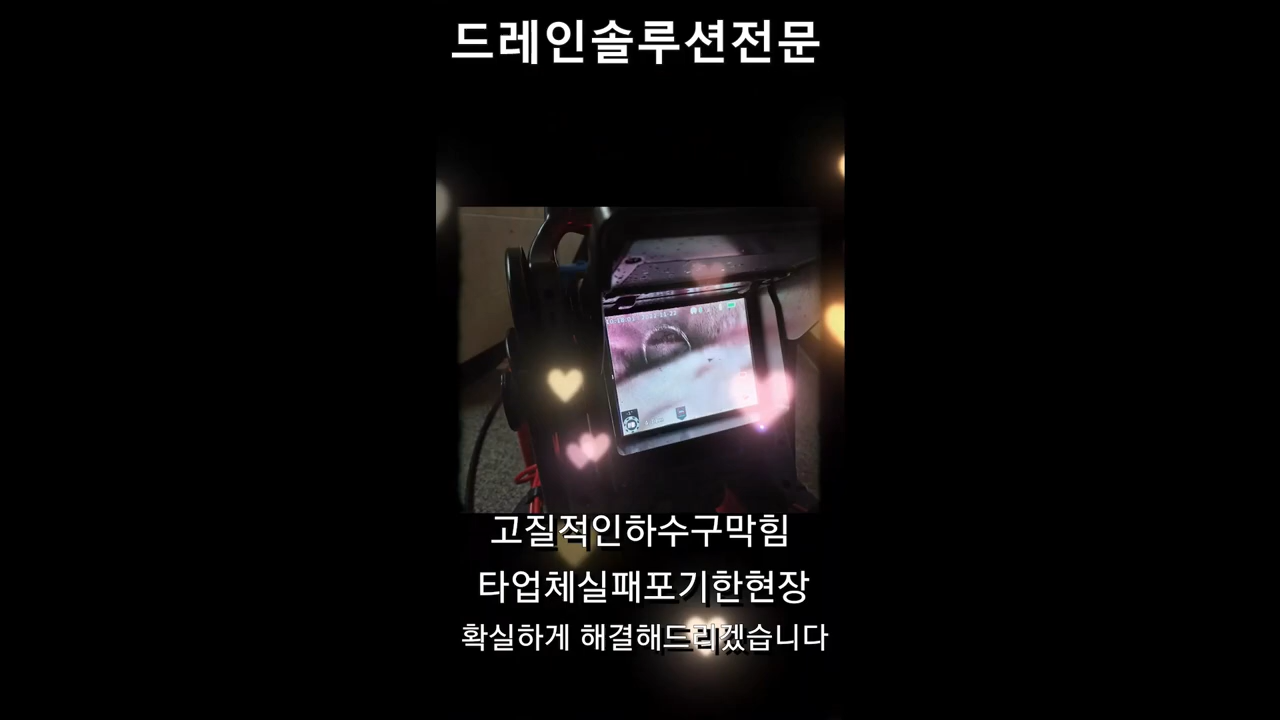 드레인솔루션전문
고질적인하수구막힘
타업체실패포기한현장
확실하게 해결해드리겠습니다